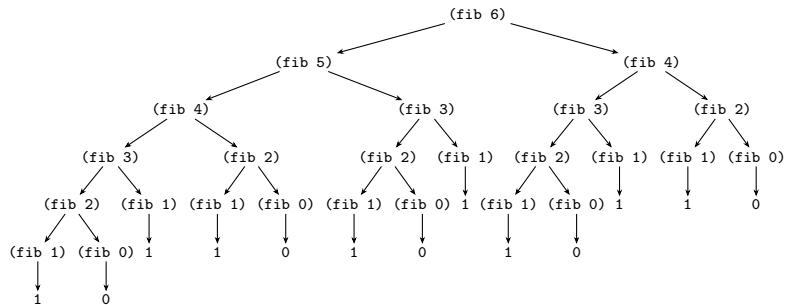 (fib 6)
(fib 5) (fib 4)
(fib 4) (fib 3) (fib 3) (fib 2)
(fib 3) (fib 2) (fib 2) (fib 1) (fib 2) (fib 1) (fib 1) (fib 0)
(fib 2) (fib 1) (fib 1) (fib 0) (fib 1) (fib 0) 1 (fib 1) (fib 0) 1 1 0
(fib 1) (fib 0) 1 1 0 1 0 1 0
1 0